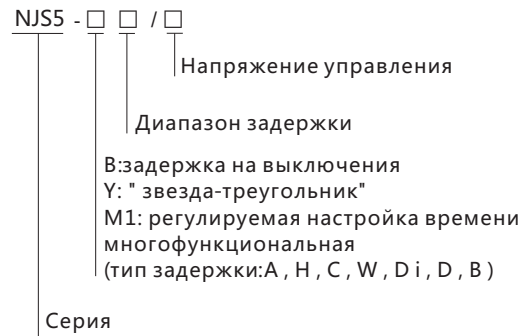 NJS5 - □ □ / □
Напряжение управления
Диапазон задержки
B:задержка на выключения
Y: " звезда-треугольник"
M1: регулируемая настройка времени
многофункциональная
(тип задержки:A , H , C , W , D i , D , B )
Серия